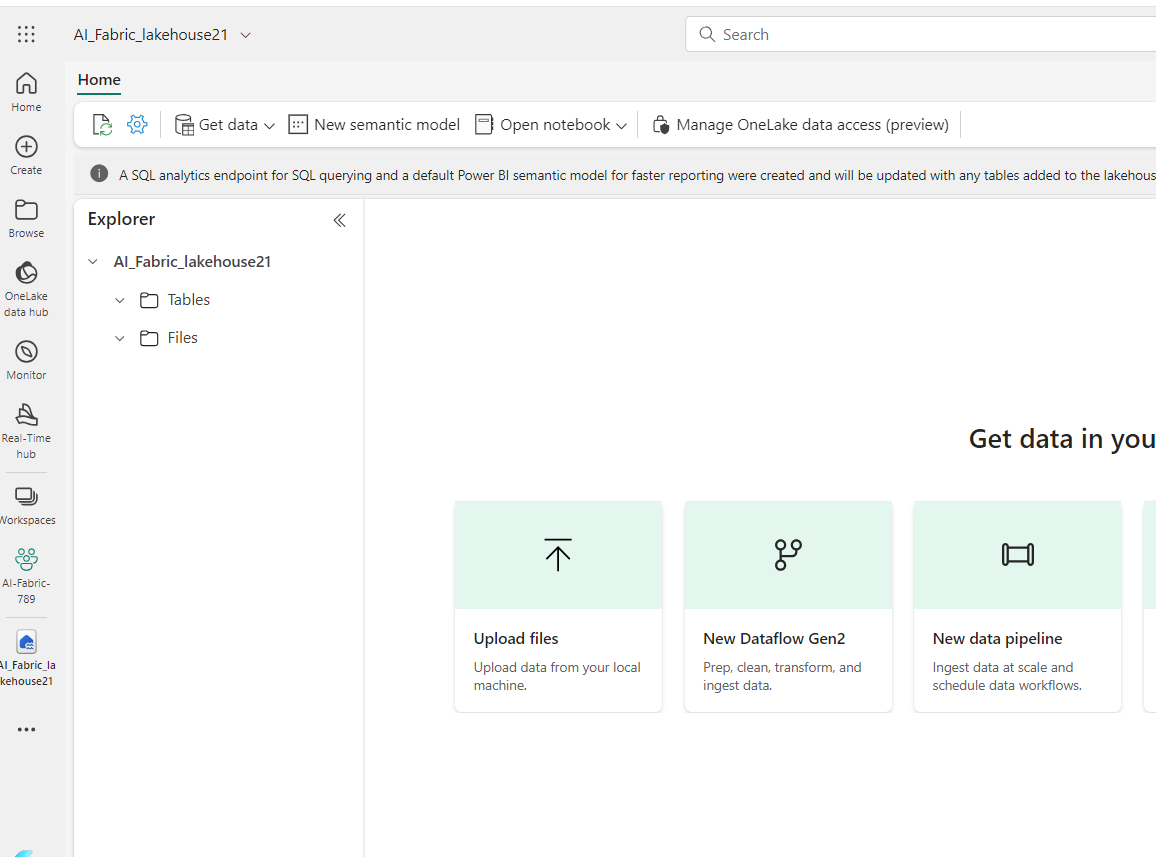 AI_Fabric_lakehouse21
Search
Home
Create
Browse
OneLake
data hub
Monitor
Real-Time
hub
Workspaces
AI-Fabric-
789
AI_Fabric_la
kehouse21
Home
Get data
New semantic model
Open notebook
Manage OneLake data access (preview)
A SQL analytics endpoint for SQL querying and a default Power BI semantic model for faster reporting were created and will be updated with any tables added to the lakehous
Explorer
AI_Fabric_lakehouse21
Tables
Files
Get data in you
Upload files
Upload data from your local
machine.
New Dataflow Gen2
Prep, clean, transform, and
ingest data.
New data pipeline
Ingest data at scale and
schedule data workflows.